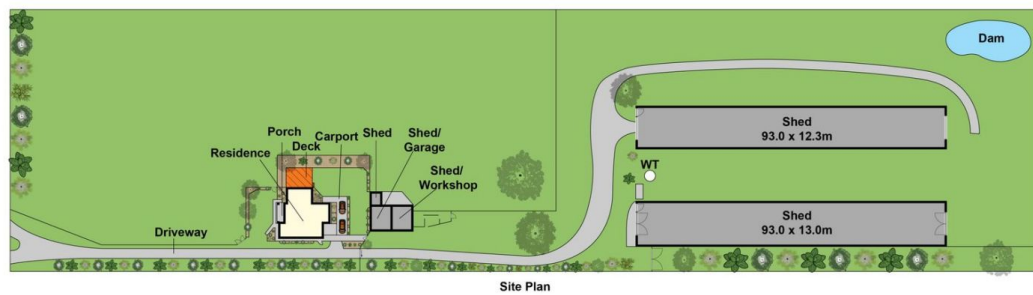 Dam
Shed
93.0 x 12.3m
Porch
Deck
Carport
Shed
Shed/
Garage
Residence
Shed/
Workshop
WT
Shed
93.0 x 13.0m
Driveway
Site Plan